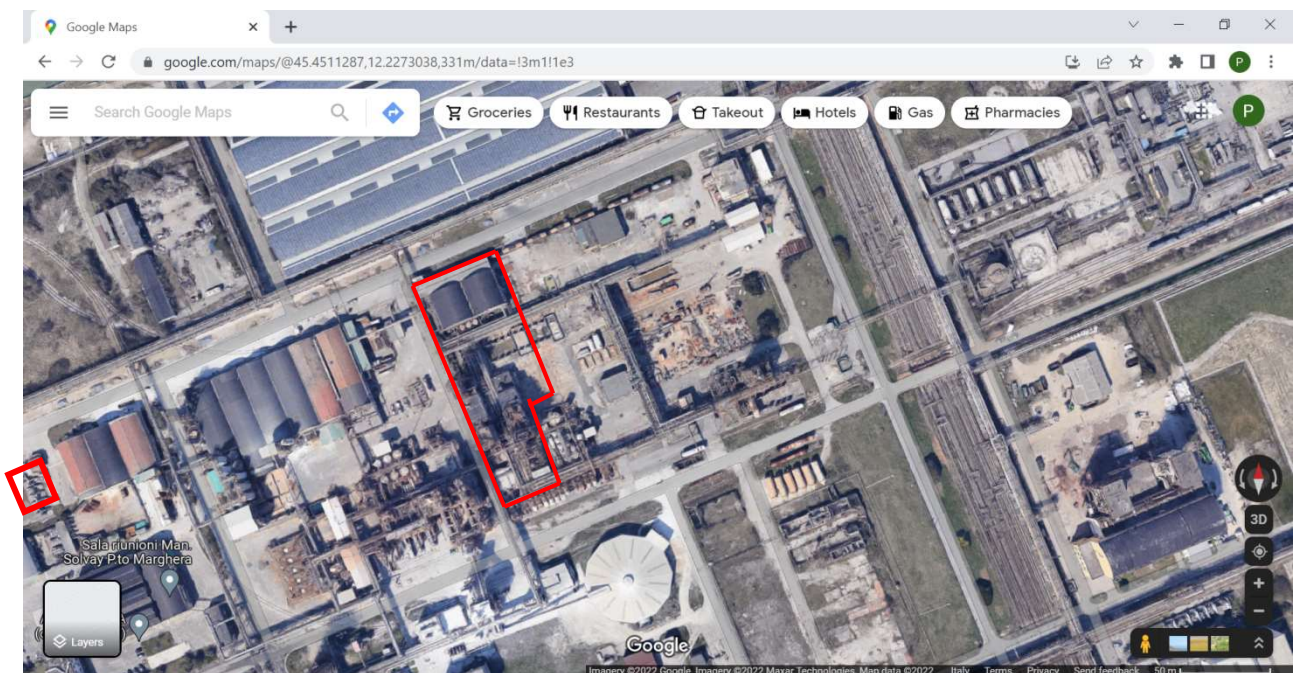 Google Maps
google.com/maps/@45.4511287,12.2273038,331m/data=!3m1!1e3
P
Search Google Maps
Groceries
Restaurants
Takeout
Hotels
Gas
Pharmacies
P
Sala riunioni Man.
Solvay P.to Marghera
3D
Layers
Google
Imagery ©2022 Google, Imagery ©2022 Maxar Technologies, Map data ©2022 Italy Terms Privacy Send feedback 50 m